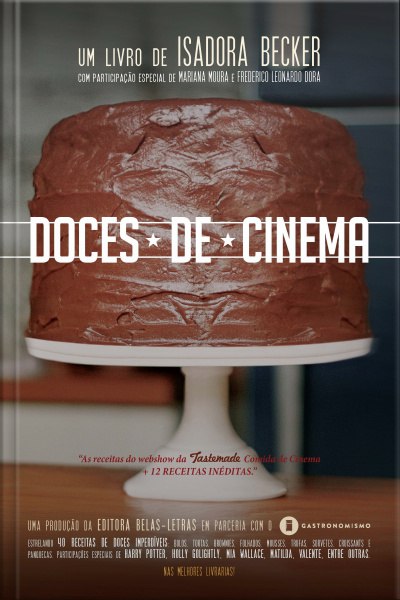 UM LIVRO DE ISADORA BECKER
COM PARTICIPAÇÃO ESPECIAL DE MARIANA MOURA E FREDERICO LEONARDO DORA
DOCES ★ DE ★ CINEMA
“As receitas do webshow da Tastemade Comida de Cinema
+ 12 RECEITAS INÉDITAS.”
UMA PRODUÇÃO DA EDITORA BELAS-LETRAS EM PARCERIA COM O GASTRONOMISMO
ESTRELANDO 40 RECEITAS DE DOCES IMPERDÍVEIS: BOLOS, TORTAS, BROWNIES, FOLHADOS, MOUSSES, TRUFAS, SORVETES, CROISSANTS E
PANQUECAS. PARTICIPAÇÕES ESPECIAIS DE HARRY POTTER, HOLLY GOLIGHTLY, MIA WALLACE, MATILDA, VALENTE, ENTRE OUTRAS.
NAS MELHORES LIVRARIAS!